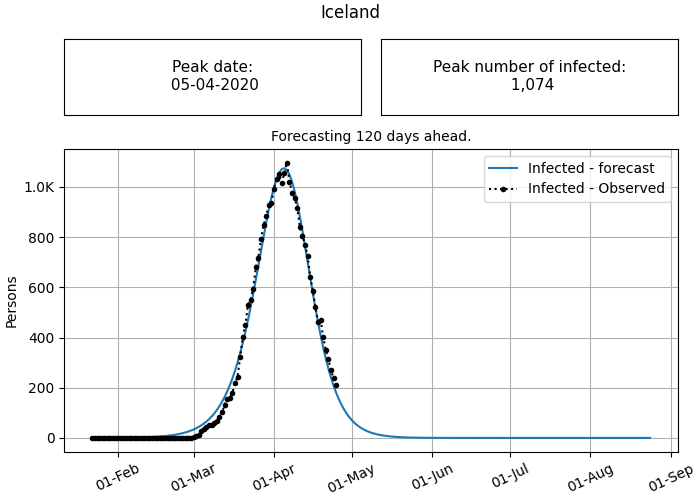 Iceland
Peak date:
05-04-2020
Peak number of infected:
1,074
Forecasting 120 days ahead.
Infected - forecast
Infected - Observed
1.0K
800
600
400
200
0
Persons
01-Feb
01-Mar
01-Apr
01-May
01-Jun
01-Jul
01-Aug
01-Sep